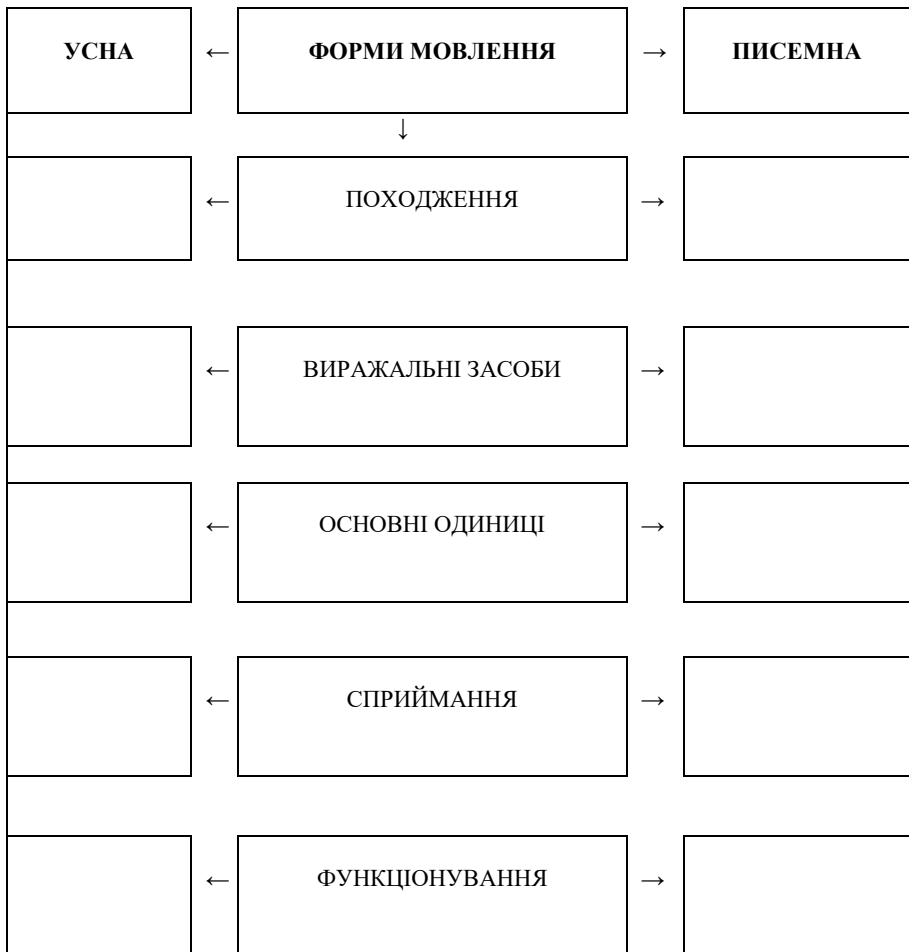 УСНА ← ФОРМИ МОВЛЕННЯ → ПИСЕМНА
↓
← ПОХОДЖЕННЯ →
← ВИРАЖАЛЬНІ ЗАСОБИ →
← ОСНОВНІ ОДИНИЦІ →
← СПРИЙМАННЯ →
← ФУНКЦІОНУВАННЯ →